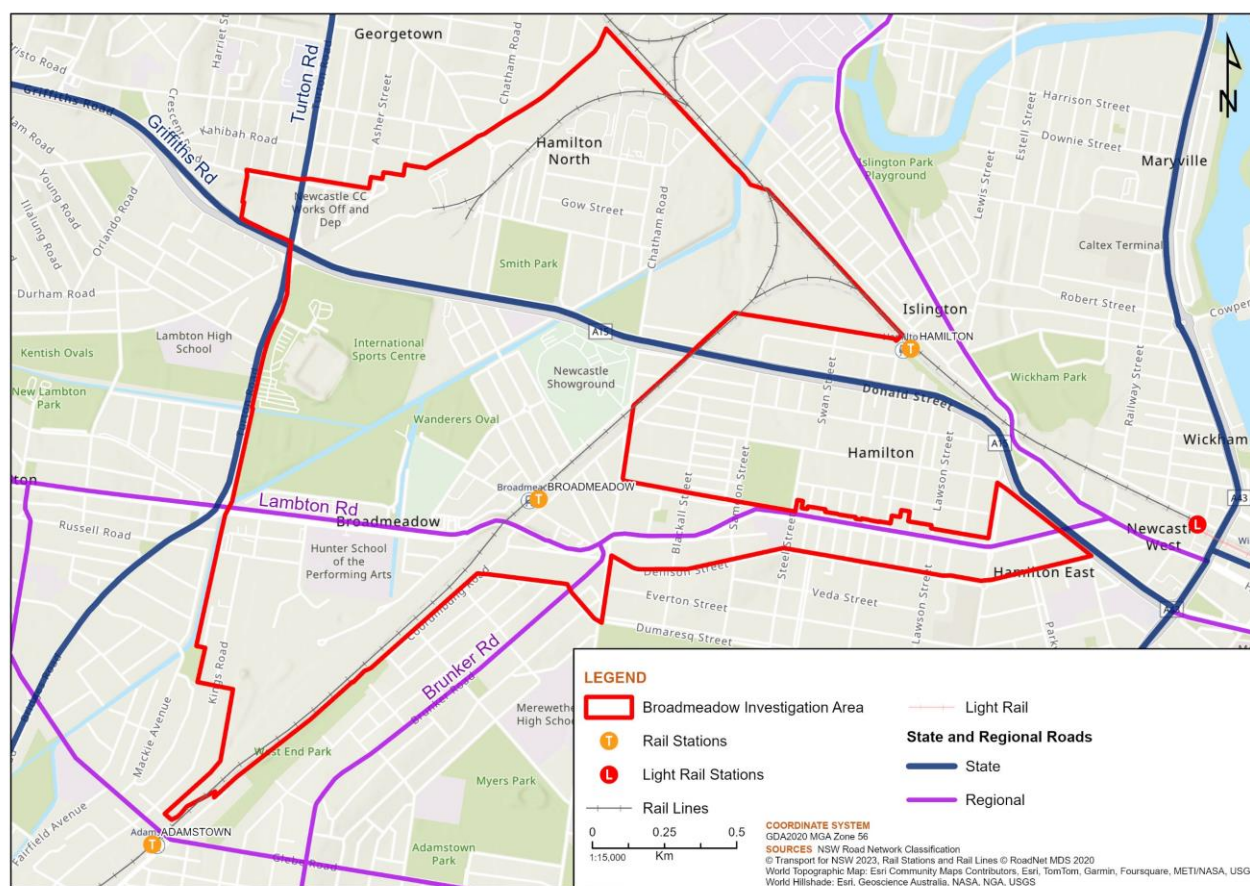 Georgetown
Harriet St
Chatham Road
Turton Rd
Asher Street
Griffiths Road
Griffiths Rd
Kahibah Road
Young Road
Orlando Road
Hamilton
North
Newcastle CC
Works Off and
Dep
Gow Street
Chatham Road
Smith Park
Harrison Street
Estell Street
Downie Street
Maryville
Islington Park
Playground
Lewis Street
Caltex Terminal
Durham Road
Lambton High
School
Kentish Ovals
New Lambton
Park
International
Sports Centre
A15
Newcastle
Showground
Wanderers Oval
Robert Street
Islington
HAMILTON
Wickham Park
Railway Street
Swan Street
Donald Street
Hamilton
Lawson Street
A15
Wickham
A43
T
L
Newcastle
West
BROADMEADOW
Lambton Rd
Broadmeadow
Russell Road
Hunter School
of the
Performing Arts
Blackall Street
Samdon Street
Steel Street
Denison Street
Hamilton East
Everton Street
Veda Street
Lawson Street
Dumaresq Street
Brunker Rd
Brunker Road
Kings Road
Mackie Avenue
West End Park
Myers Park
Adamstown
Park
ADAMSTOWN
Fairfield Avenue
Glebe Road
N
LEGEND
Broadmeadow Investigation Area
T Rail Stations
L Light Rail Stations
Rail Lines
Light Rail
State and Regional Roads
State
Regional
0 0.25 0.5
1:15,000 Km
COORDINATE SYSTEM
GDA2020 MGA Zone 56
SOURCES NSW Road Network Classification
© Transport for NSW 2023, Rail Stations and Rail Lines © RoadNet MDS 2020
World Topographic Map: Esri Community Maps Contributors, Esri, TomTom, Garmin, Foursquare, METI/NASA, USG
World Hillshade: Esri, Geoscience Australia, NASA, NGA, USGS